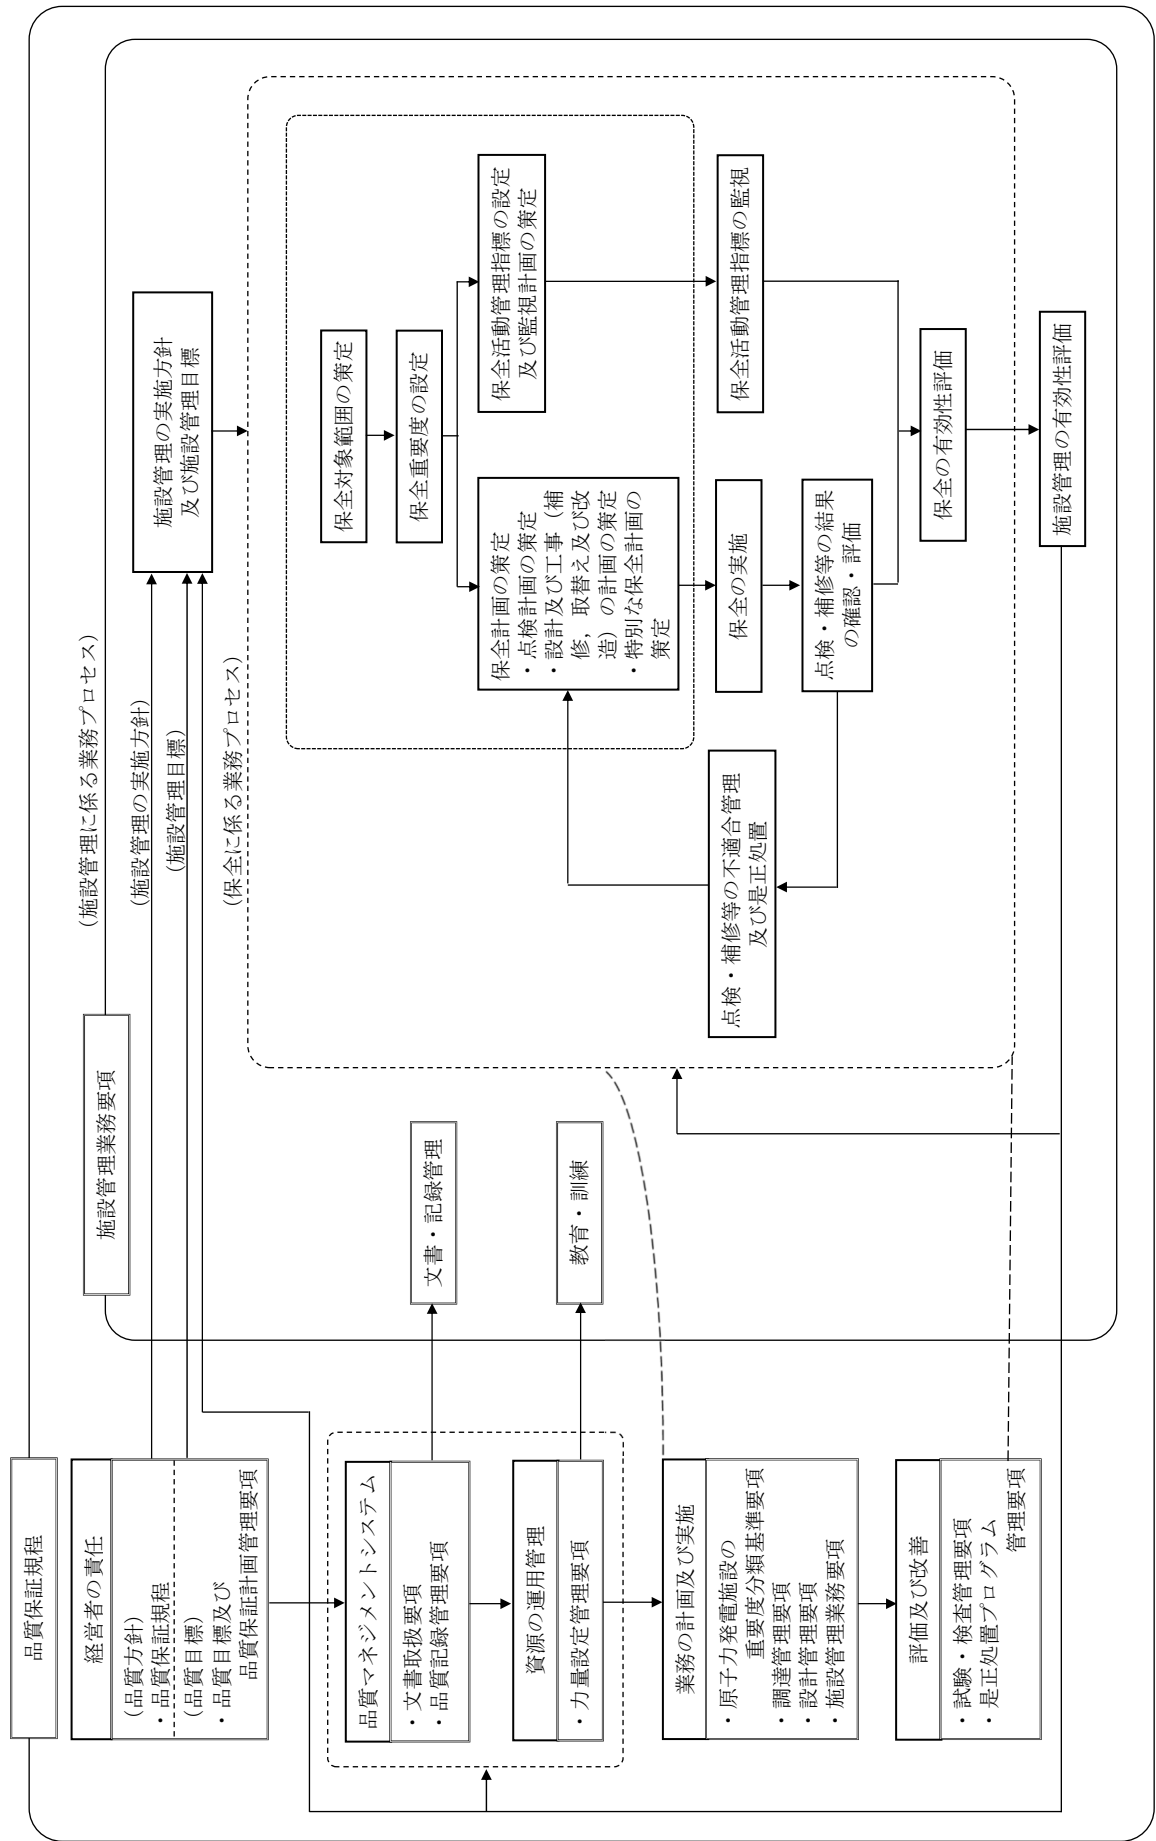 品質保証規程
経営者の責任
(品質方針)
・品質保証規程
(品質目標)
・品質目標及び
品質保証計画管理要項
品質マネジメントシステム
・文書取扱要項
・品質記録管理要項
資源の運用管理
・力量設定管理要項
業務の計画及び実施
・原子力発電施設の
重要度分類基準要項
・調達管理要項
・設計管理要項
・施設管理業務要項
評価及び改善
・試験・検査管理要項
・是正処置プログラム
管理要項
施設管理業務要項
文書・記録管理
教育・訓練
(施設管理に係る業務プロセス)
(施設管理の実施方針)
(施設管理目標)
(保全に係る業務プロセス)
施設管理の実施方針
及び施設管理目標
保全対象範囲の策定
保全重要度の設定
保全計画の策定
・点検計画の策定
・設計及び工事(補
修,取替え及び改
造)の計画の策定
・特別な保全計画の
策定
保全活動管理指標の設定
及び監視計画の策定
保全の実施
保全活動管理指標の監視
点検・補修等の結果
の確認・評価
点検・補修等の不適合管理
及び是正処置
保全の有効性評価
施設管理の有効性評価